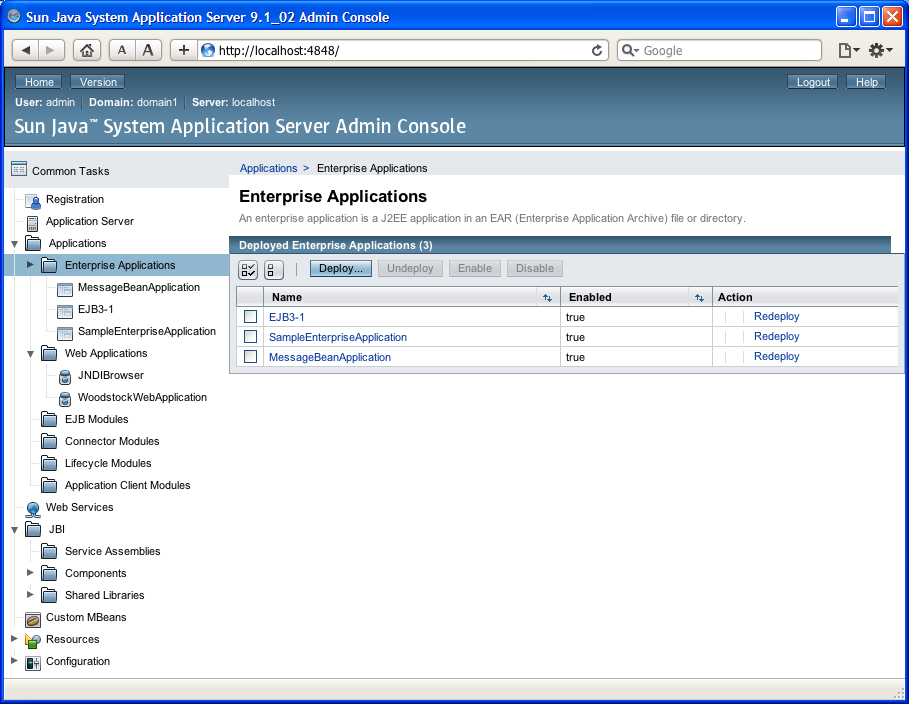 Sun Java System Application Server 9.1_02 Admin Console
A A + http://localhost:4848/ Google
Home Version Logout Help
User: admin Domain: domain1 Server: localhost
Sun Java™ System Application Server Admin Console
Common Tasks
Registration
Application Server
Applications
Enterprise Applications
MessageBeanApplication
EJB3-1
SampleEnterpriseApplication
Web Applications
JNDIBrowser
WoodstockWebApplication
EJB Modules
Connector Modules
Lifecycle Modules
Application Client Modules
Web Services
JBI
Service Assemblies
Components
Shared Libraries
Custom MBeans
Resources
Configuration
Applications > Enterprise Applications
Enterprise Applications
An enterprise application is a J2EE application in an EAR (Enterprise Application Archive) file or directory.
Deployed Enterprise Applications (3)
Deploy... Undeploy Enable Disable
Name Enabled Action
EJB3-1 true Redeploy
SampleEnterpriseApplication true Redeploy
MessageBeanApplication true Redeploy